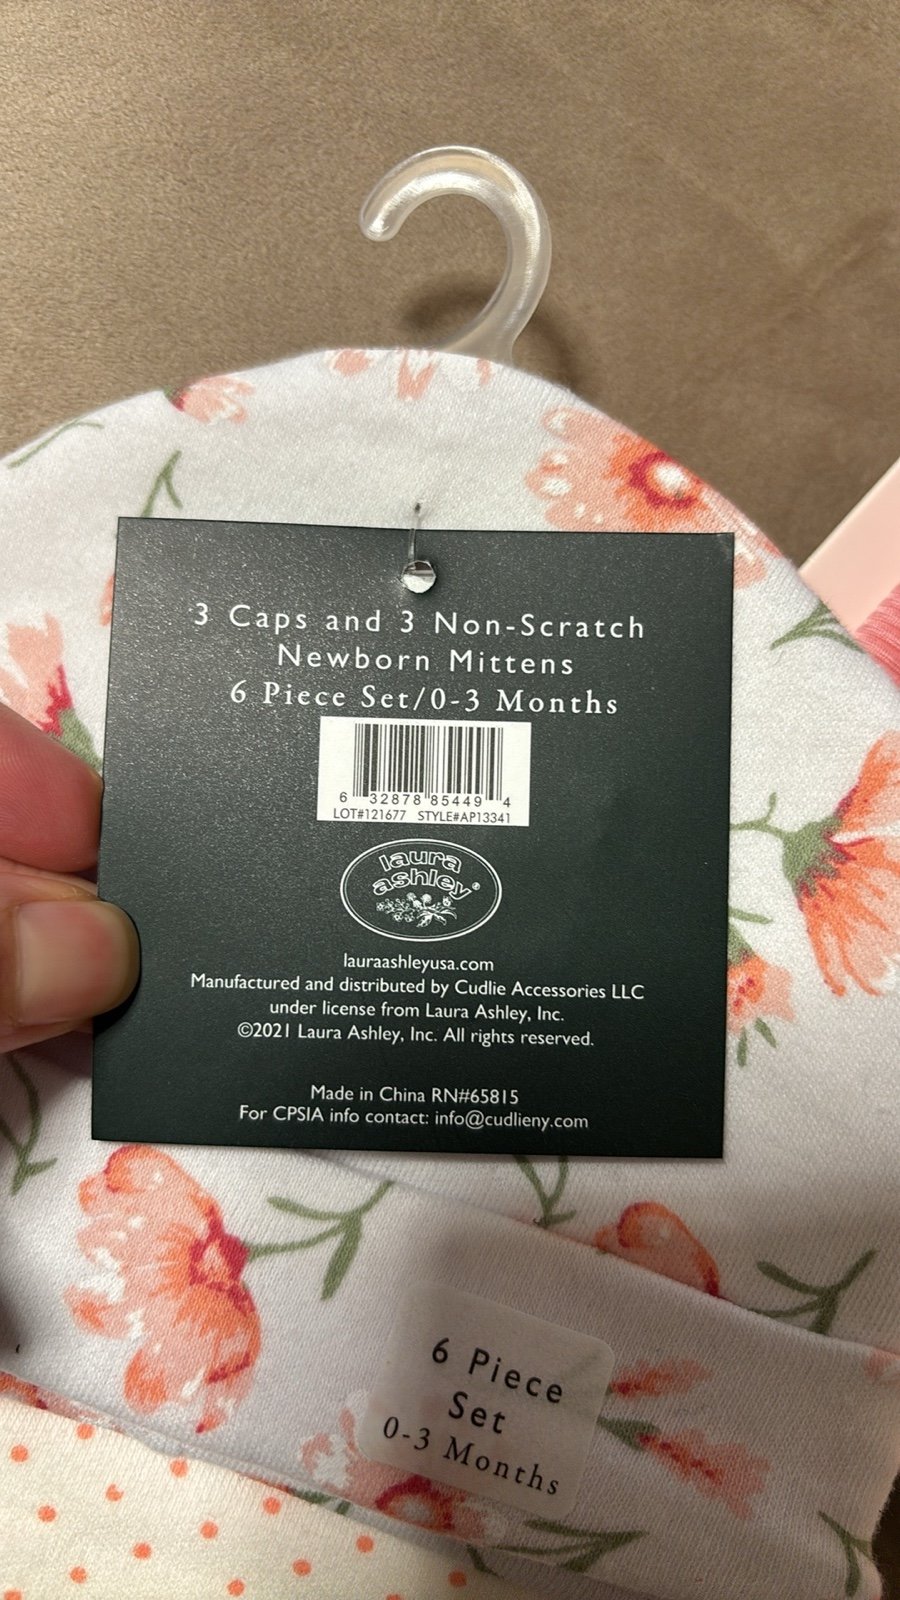 3 Caps and 3 Non-Scratch
Newborn Mittens
6 Piece Set/0-3 Months
6 32878 85449 4
LOT#121677 STYLE#AP13341
laura
ashley®
lauraashleyusa.com
Manufactured and distributed by Cudlie Accessories LLC
under license from Laura Ashley, Inc.
©2021 Laura Ashley, Inc. All rights reserved.
Made in China RN#65815
For CPSIA info contact: info@cudlieny.com
6 Piece
Set
0-3 Months